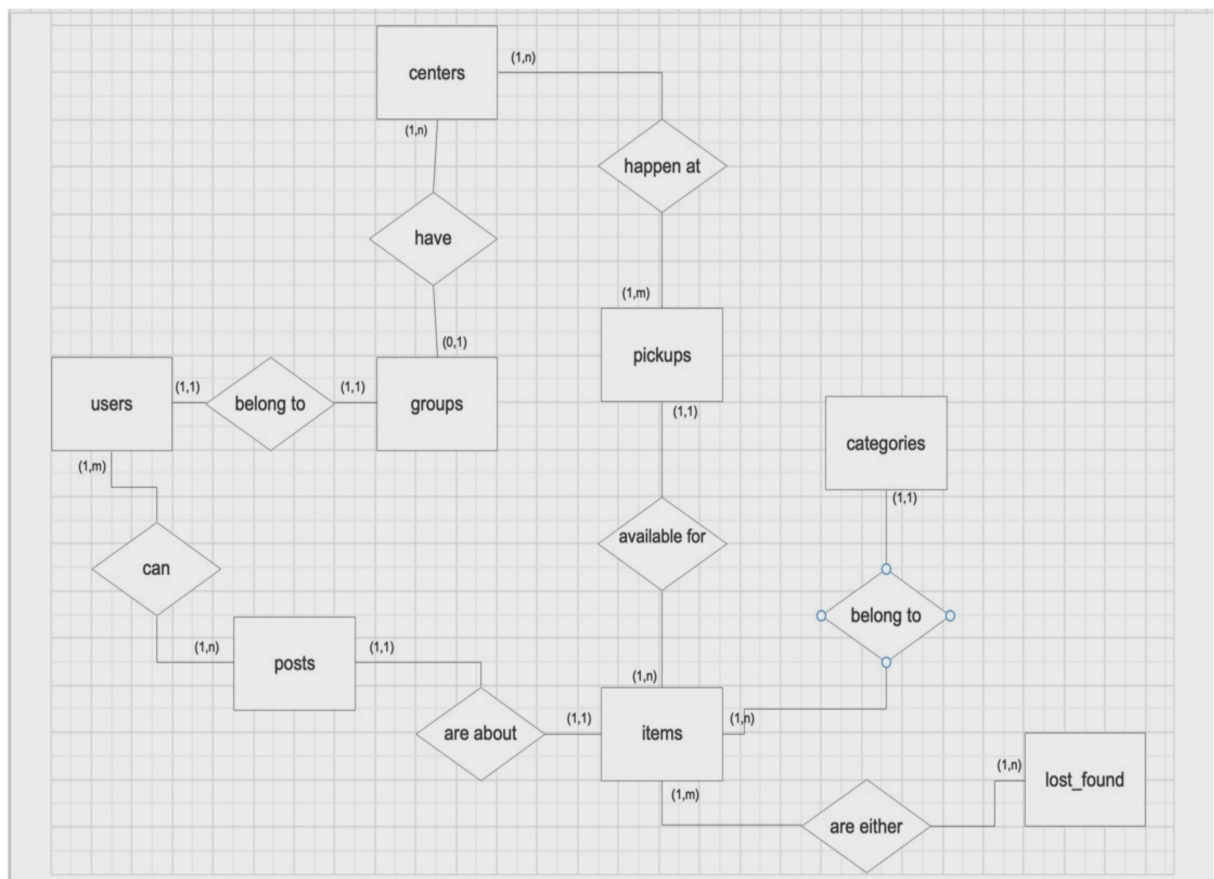 centers
(1,n)
(1,n)
happen at
have
(1,m)
(0,1)
pickups
users
(1,1)
belong to
(1,1)
groups
(1,1)
categories
(1,m)
(1,1)
available for
can
belong to
(1,n)
posts
(1,1)
(1,n)
are about
(1,1)
items
(1,n)
(1,n)
lost_found
(1,m)
are either